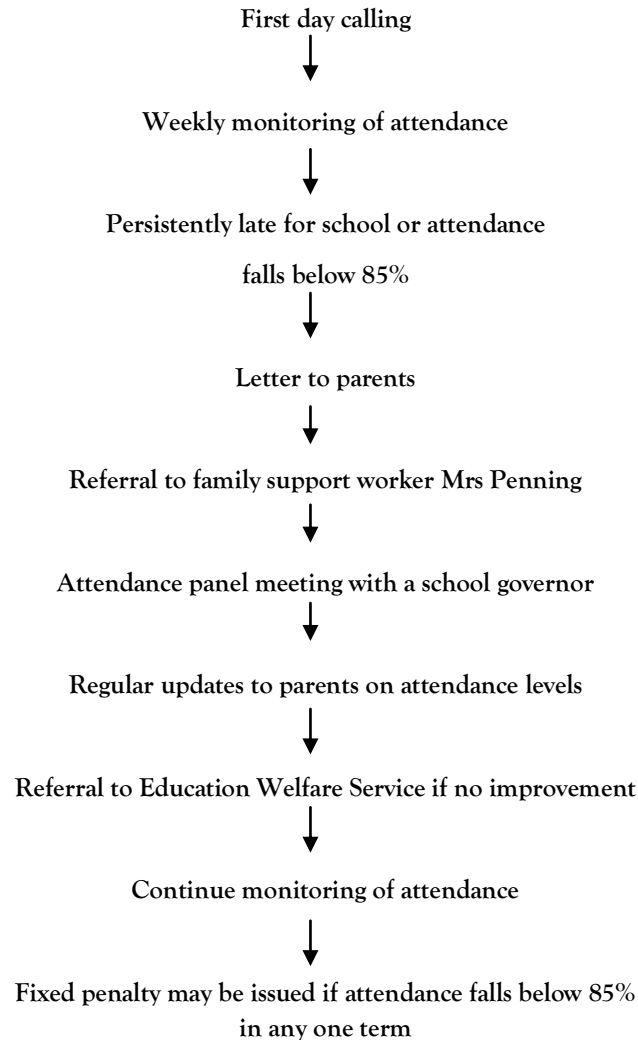 First day calling
Weekly monitoring of attendance
Persistently late for school or attendance
falls below 85%
Letter to parents
Referral to family support worker Mrs Penning
Attendance panel meeting with a school governor
Regular updates to parents on attendance levels
Referral to Education Welfare Service if no improvement
Continue monitoring of attendance
Fixed penalty may be issued if attendance falls below 85%
in any one term